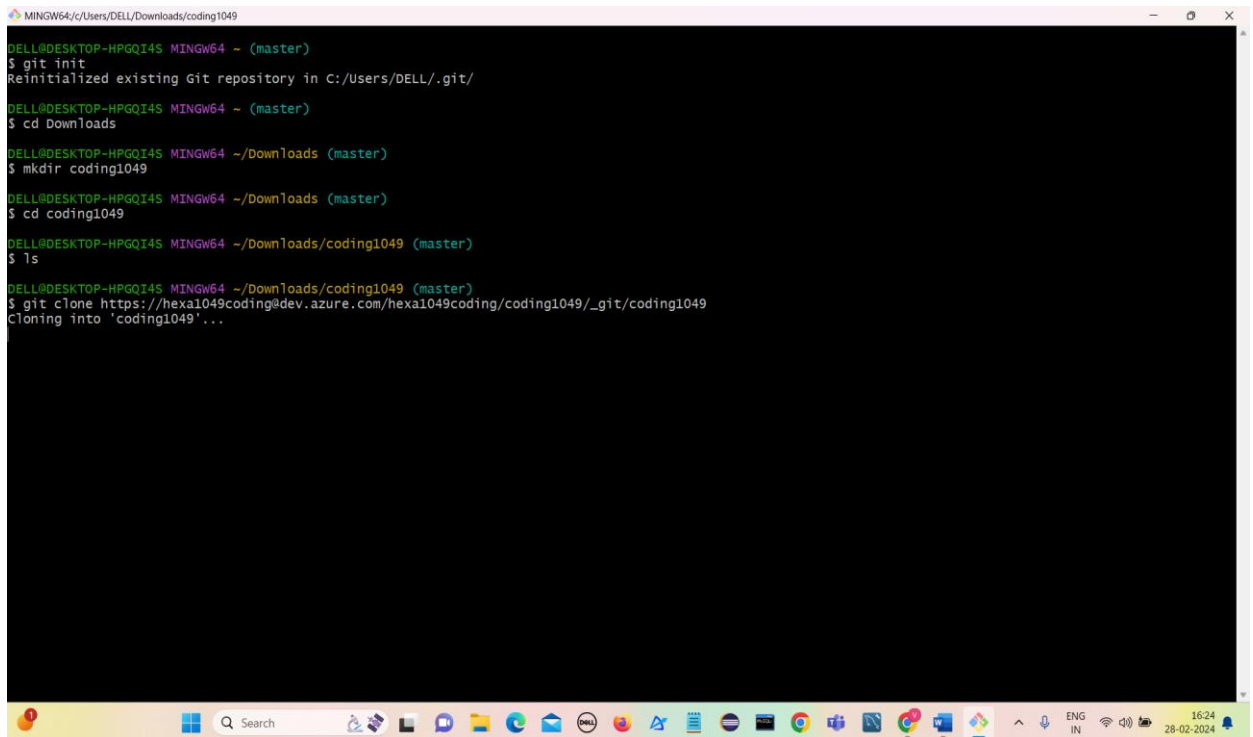 MINGW64:/c/Users/DELL/Downloads/coding1049
DELL@DESKTOP-HPGQI4S MINGW64 ~ (master)
$ git init
Reinitialized existing Git repository in C:/Users/DELL/.git/
DELL@DESKTOP-HPGQI4S MINGW64 ~ (master)
$ cd Downloads
DELL@DESKTOP-HPGQI4S MINGW64 ~/Downloads (master)
$ mkdir coding1049
DELL@DESKTOP-HPGQI4S MINGW64 ~/Downloads (master)
$ cd coding1049
DELL@DESKTOP-HPGQI4S MINGW64 ~/Downloads/coding1049 (master)
$ ls
DELL@DESKTOP-HPGQI4S MINGW64 ~/Downloads/coding1049 (master)
$ git clone https://hexa1049coding@dev.azure.com/hexa1049coding/coding1049/_git/coding1049
Cloning into 'coding1049'...
1
Search
DELL
ENG
IN
16:24
28-02-2024